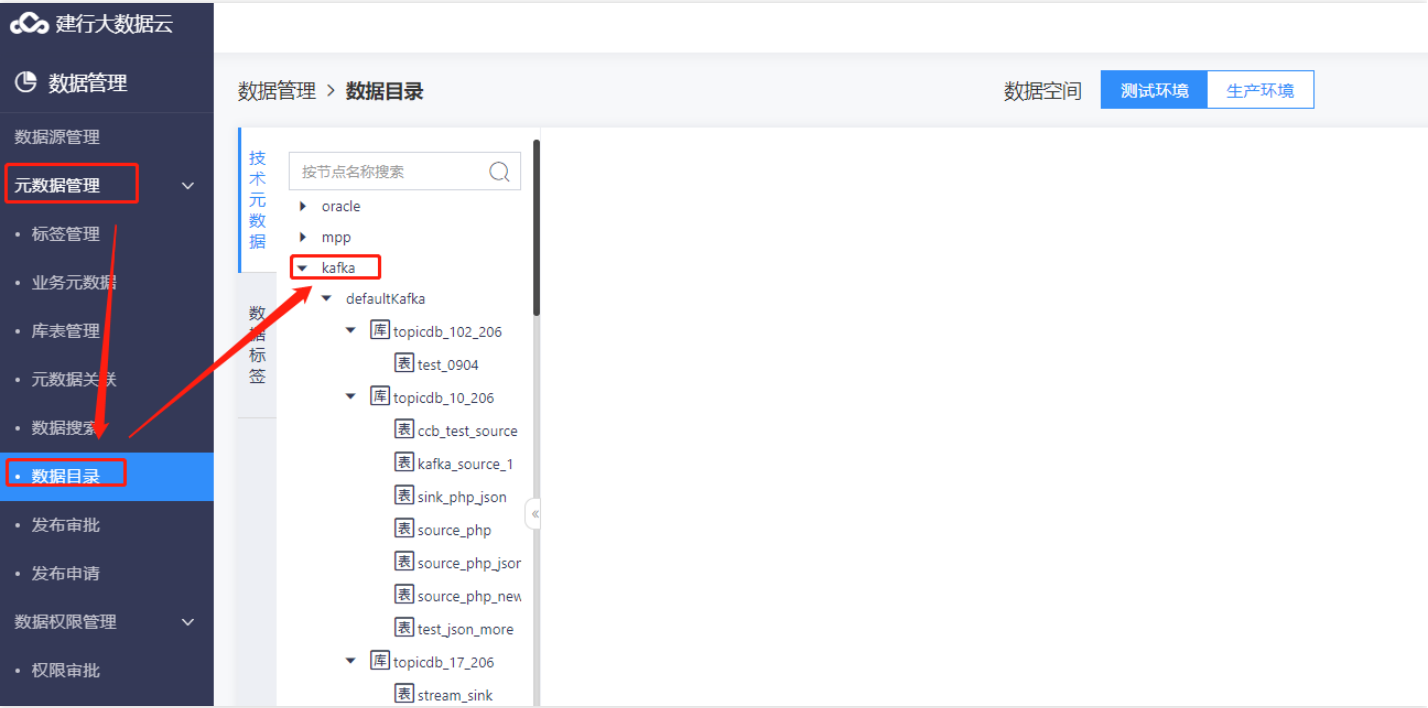 建行大数据云
数据管理
数据源管理
元数据管理
• 标签管理
• 业务元数据
• 库表管理
• 元数据关联
• 数据搜索
• 数据目录
• 发布审批
• 发布申请
数据权限管理
• 权限审批
数据管理 > 数据目录
数据空间 测试环境 生产环境
技术元数据
数据标签
按节点名称搜索
oracle
mpp
kafka
defaultKafka
库 topicdb_102_206
表 test_0904
库 topicdb_10_206
表 ccb_test_source
表 kafka_source_1
表 sink_php_json
表 source_php
表 source_php_jsor
表 source_php_new
表 test_json_more
库 topicdb_17_206
表 stream_sink